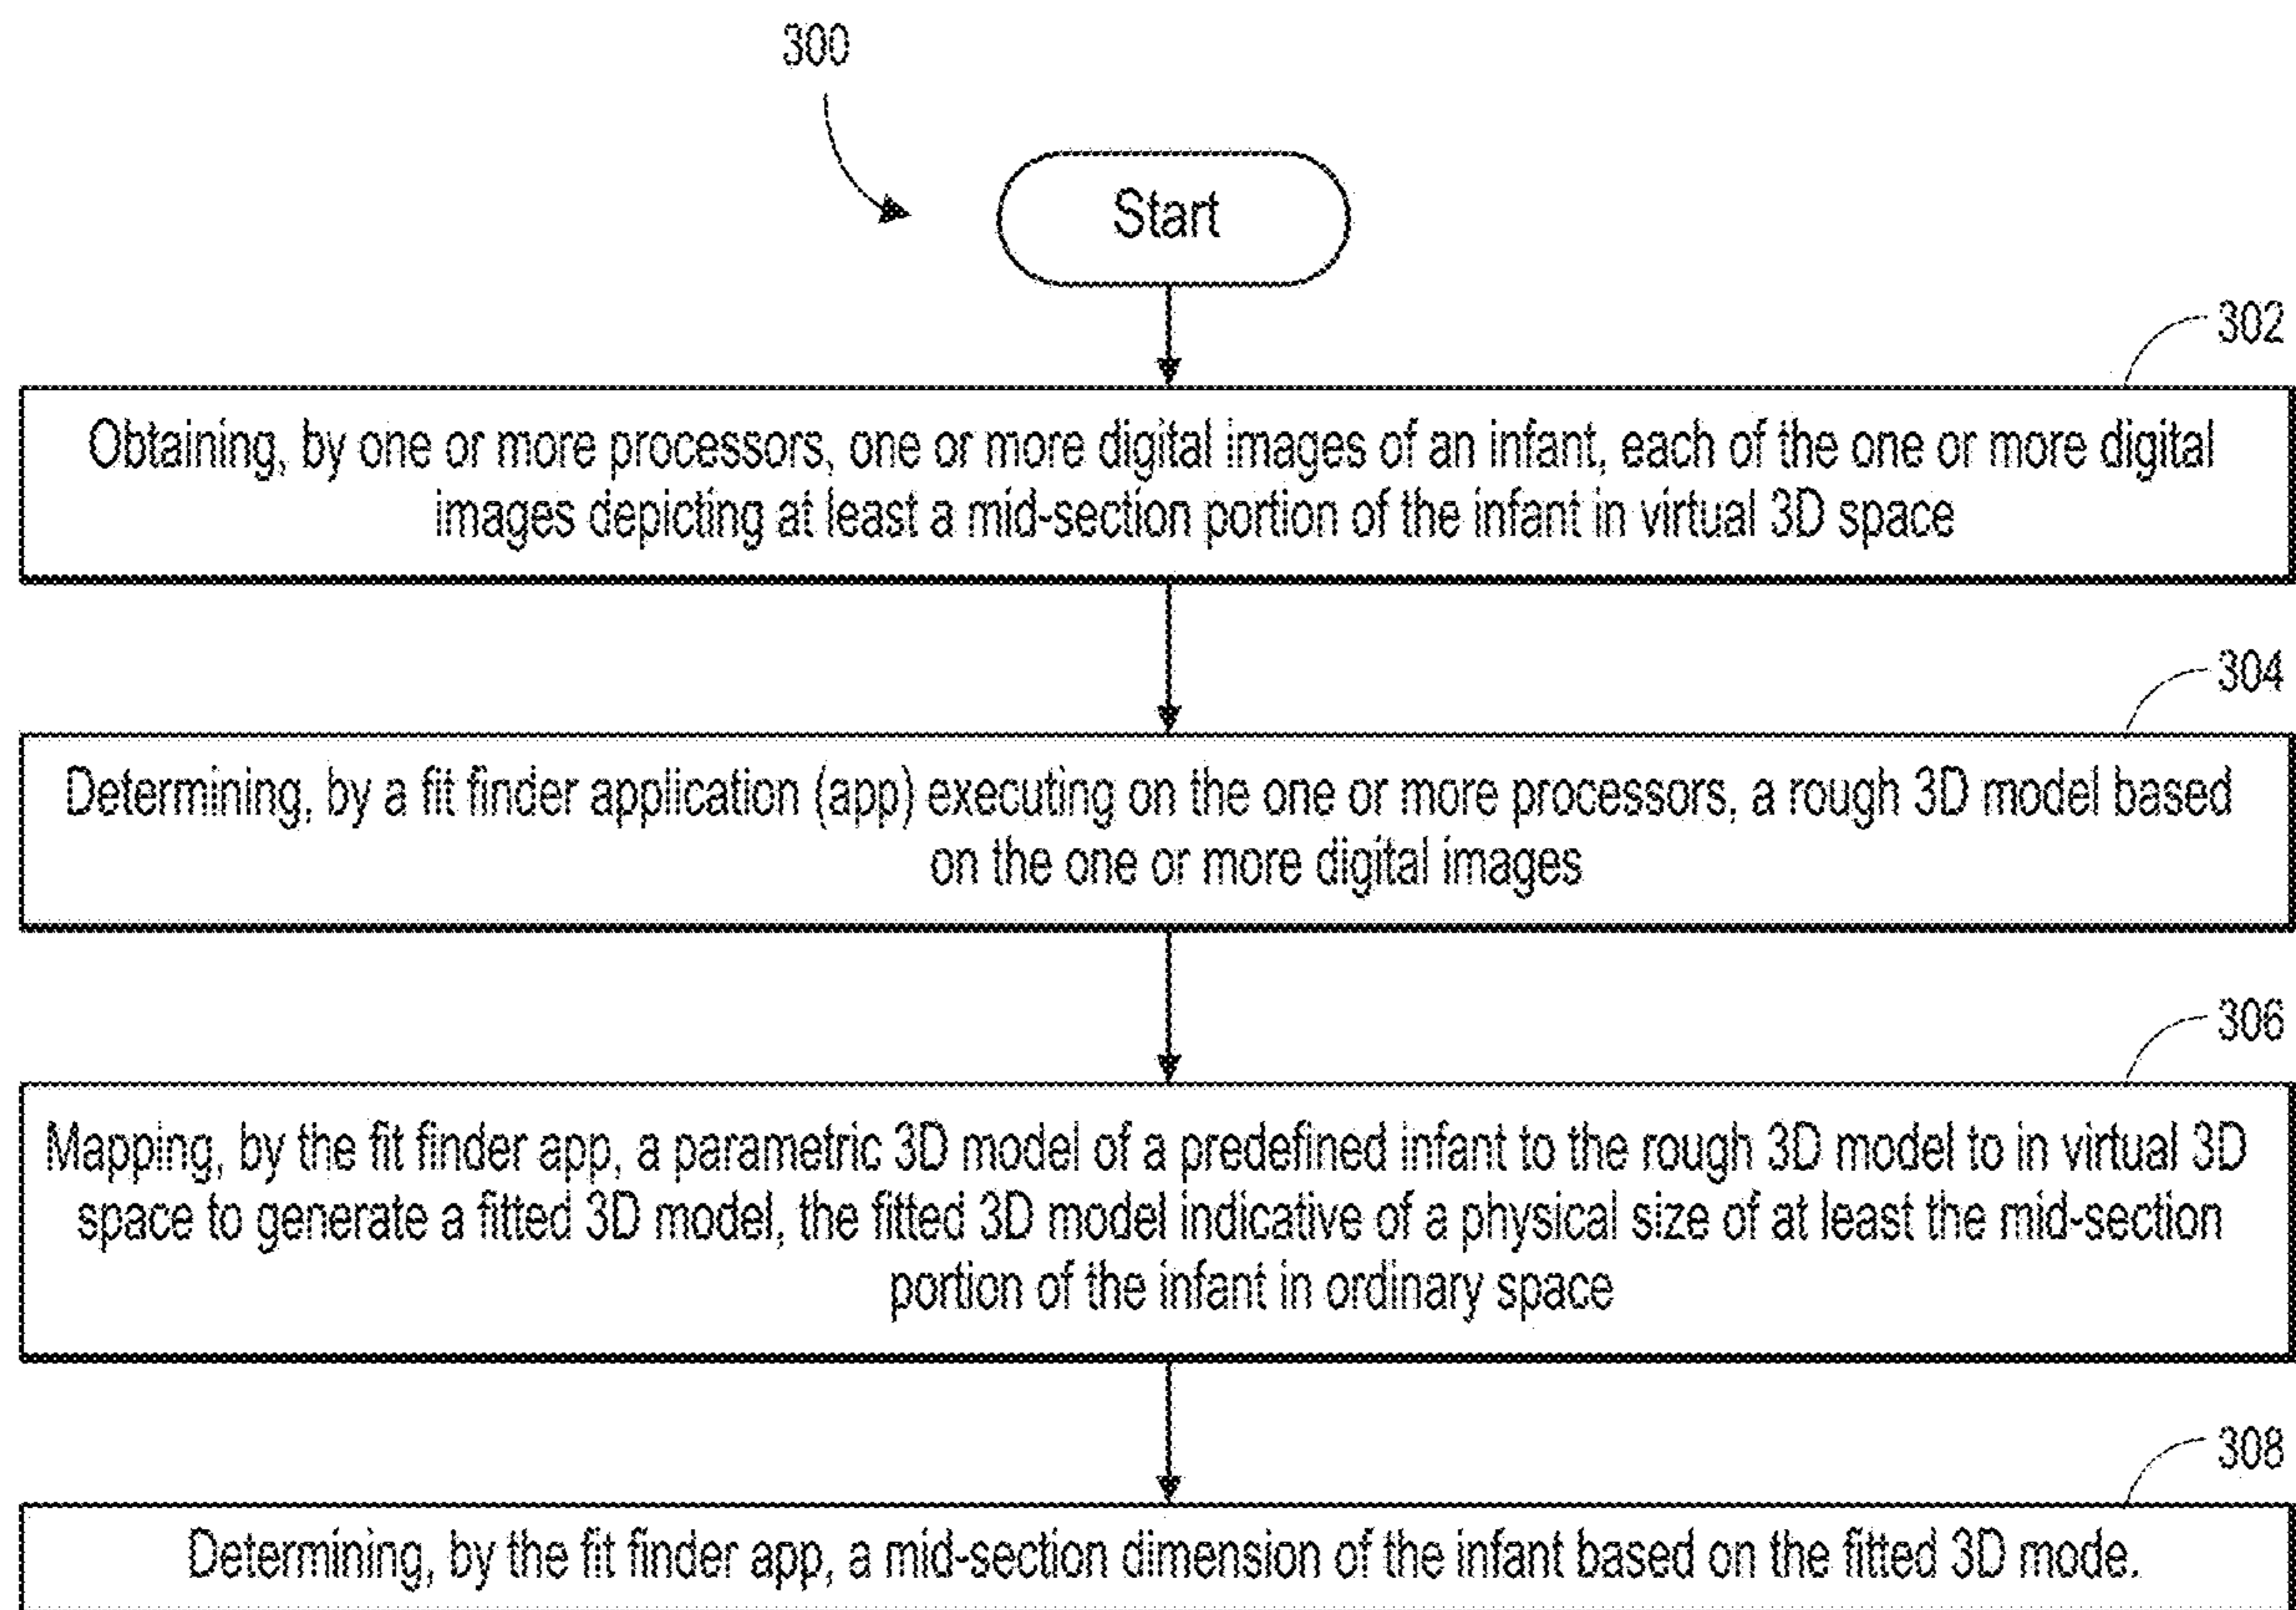 300
Start
302
Obtaining, by one or more processors, one or more digital images of an infant, each of the one or more digital
images depicting at least a mid-section portion of the infant in virtual 3D space
304
Determining, by a fit finder application (app) executing on the one or more processors, a rough 3D model based
on the one or more digital images
306
Mapping, by the fit finder app, a parametric 3D model of a predefined infant to the rough 3D model to in virtual 3D
space to generate a fitted 3D model, the fitted 3D model indicative of a physical size of at least the mid-section
portion of the infant in ordinary space
308
Determining, by the fit finder app, a mid-section dimension of the infant based on the fitted 3D mode.